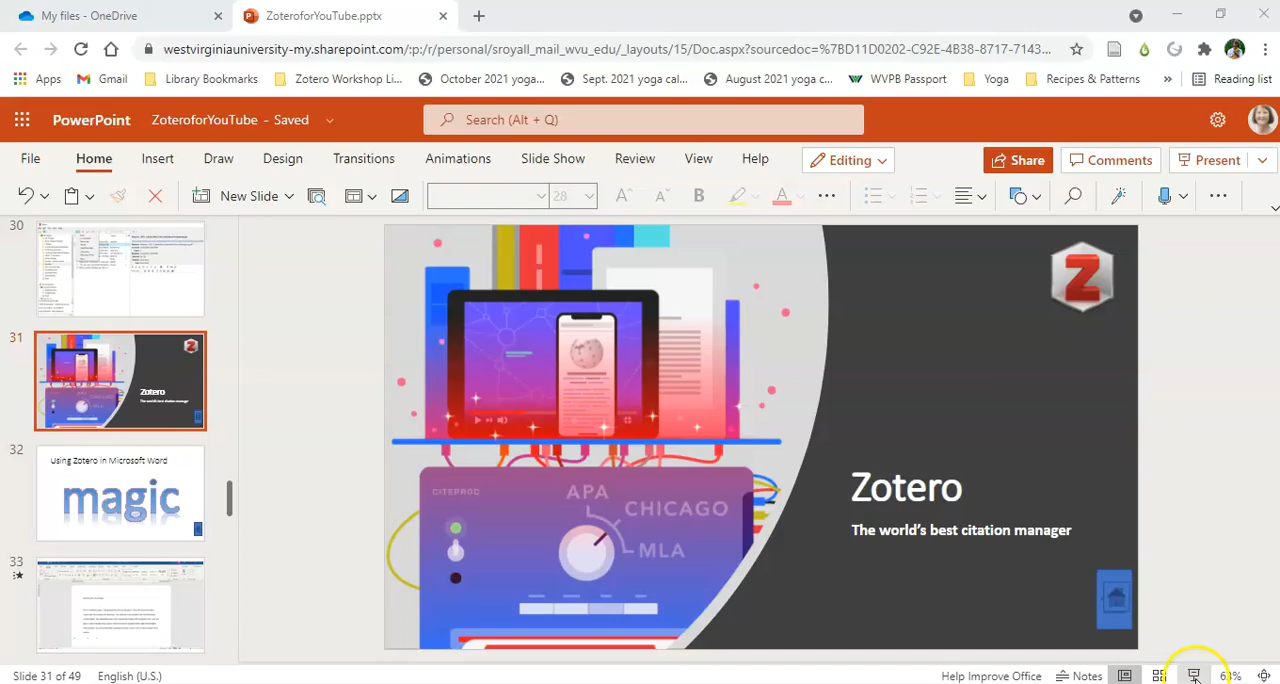 My files - OneDrive
ZoteroforYouTube.pptx
westvirginiauniversity-my.sharepoint.com/:p:/r/personal/sroyall_mail_wvu_edu/_layouts/15/Doc.aspx?sourcedoc=%7BD11D0202-C92E-4B38-8717-7143...
Apps Gmail Library Bookmarks Zotero Workshop Li... October 2021 yoga... Sept. 2021 yoga cal... August 2021 yoga c... WVPB Passport Yoga Recipes & Patterns » Reading list
PowerPoint ZoteroforYouTube - Saved Search (Alt + Q)
File Home Insert Draw Design Transitions Animations Slide Show Review View Help Editing Share Comments Present
New Slide 28 A A B A
30
31
Zotero
The world's best citation manager
32
Using Zotero in Microsoft Word
magic
33
Z
CITEPROC
APA
CHICAGO
MLA
Zotero
The world's best citation manager
Slide 31 of 49 English (U.S.) Help Improve Office Notes